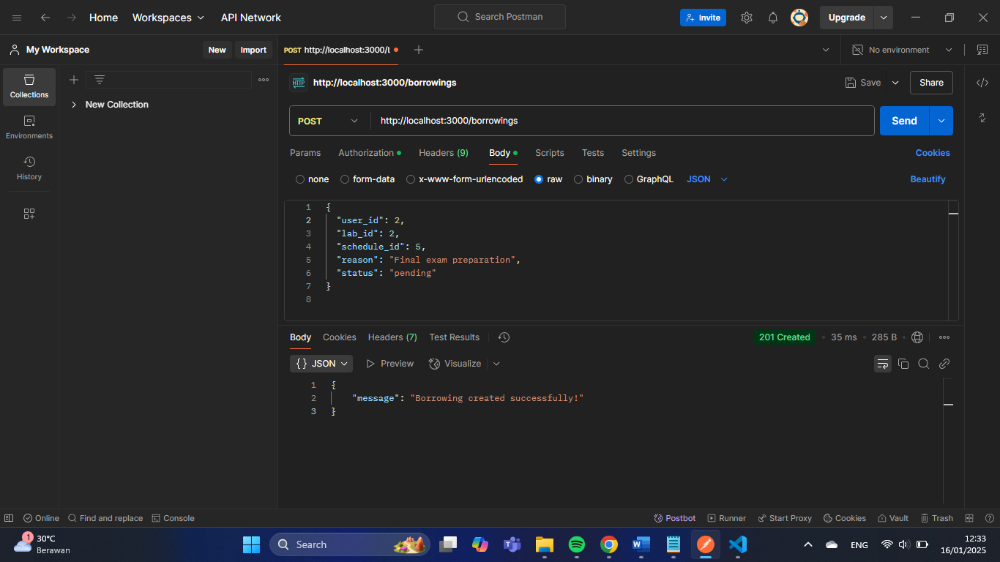 Home Workspaces API Network Search Postman Invite Upgrade
My Workspace New Import POST http://localhost:3000/l No environment
Collections
Environments
History
New Collection
HTTP http://localhost:3000/borrowings Save Share
POST http://localhost:3000/borrowings Send
Params Authorization Headers (9) Body Scripts Tests Settings Cookies
none form-data x-www-form-urlencoded raw binary GraphQL JSON Beautify
1 {
2 "user_id": 2,
3 "lab_id": 2,
4 "schedule_id": 5,
5 "reason": "Final exam preparation",
6 "status": "pending"
7 }
8
Body Cookies Headers (7) Test Results 201 Created • 35 ms • 285 B
{} JSON Preview Visualize
1 {
2 "message": "Borrowing created successfully!"
3 }
Online Find and replace Console Postbot Runner Start Proxy Cookies Vault Trash
1 30°C
Berawan
Search
ENG
12:33
16/01/2025